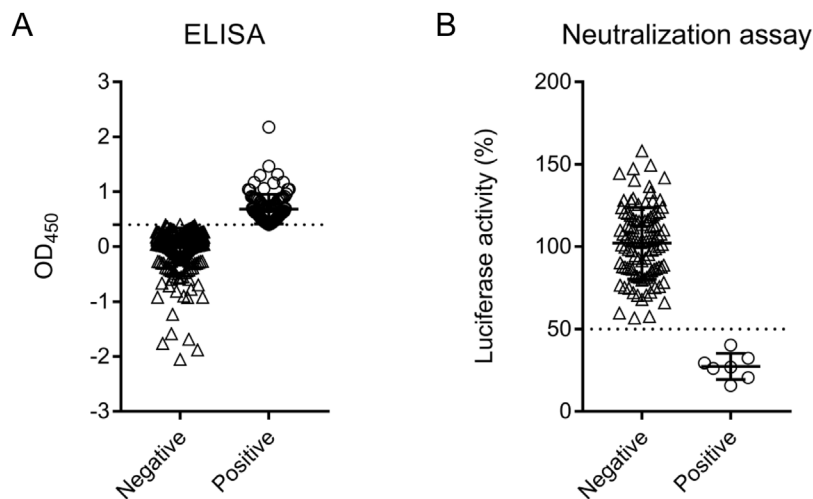 A
ELISA
OD450
3
2
1
0
-1
-2
-3
Negative
Positive
B
Neutralization assay
Luciferase activity (%)
200
150
100
50
0
Negative
Positive